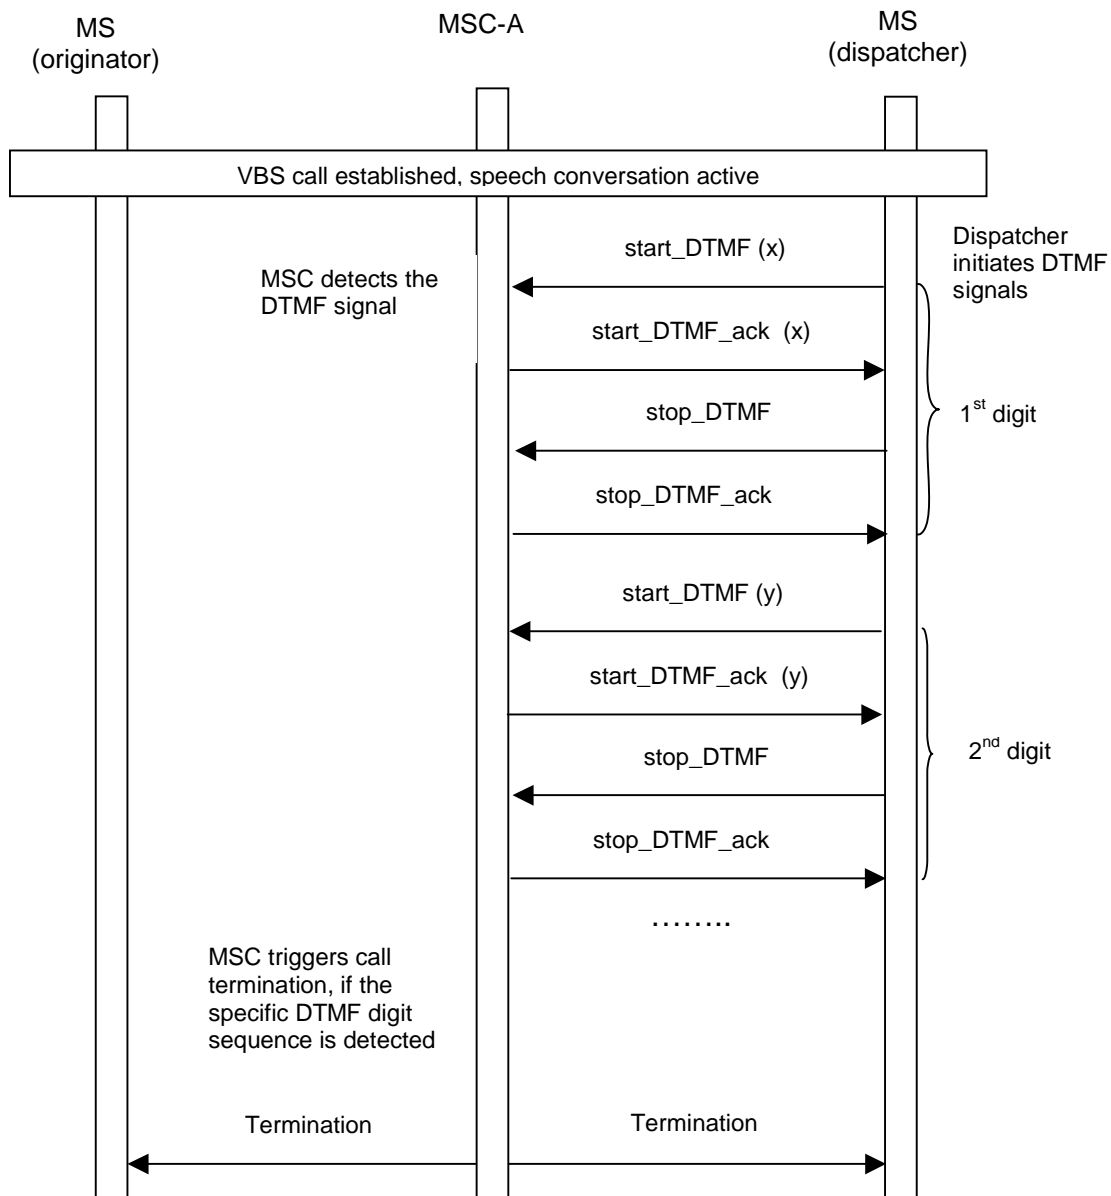 MS
(originator)
MSC-A
MS
(dispatcher)
VBS call established, speech conversation active
start_DTMF (x)
Dispatcher
initiates DTMF
signals
MSC detects the
DTMF signal
start_DTMF_ack (x)
stop_DTMF
1st digit
stop_DTMF_ack
start_DTMF (y)
start_DTMF_ack (y)
stop_DTMF
2nd digit
stop_DTMF_ack
........
MSC triggers call
termination, if the
specific DTMF digit
sequence is detected
Termination
Termination